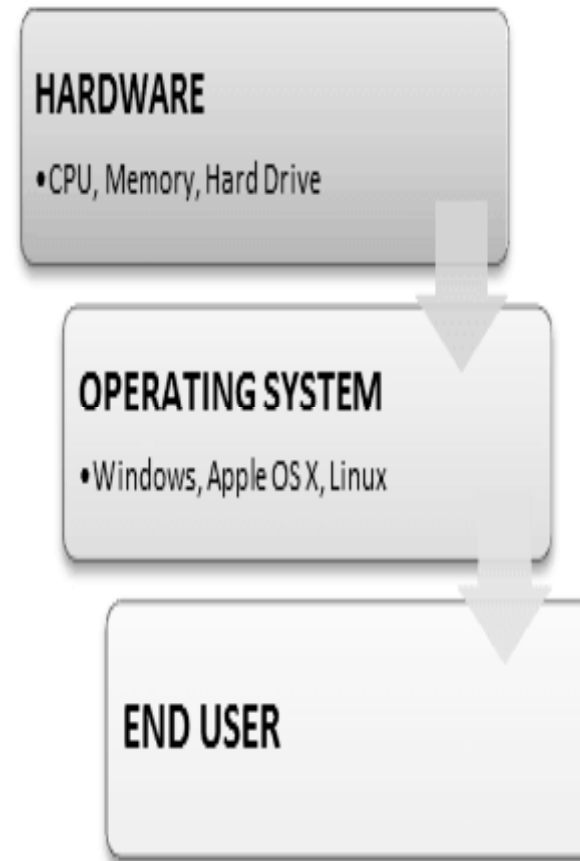 HARDWARE
•CPU, Memory, Hard Drive
OPERATING SYSTEM
•Windows, Apple OS X, Linux
END USER